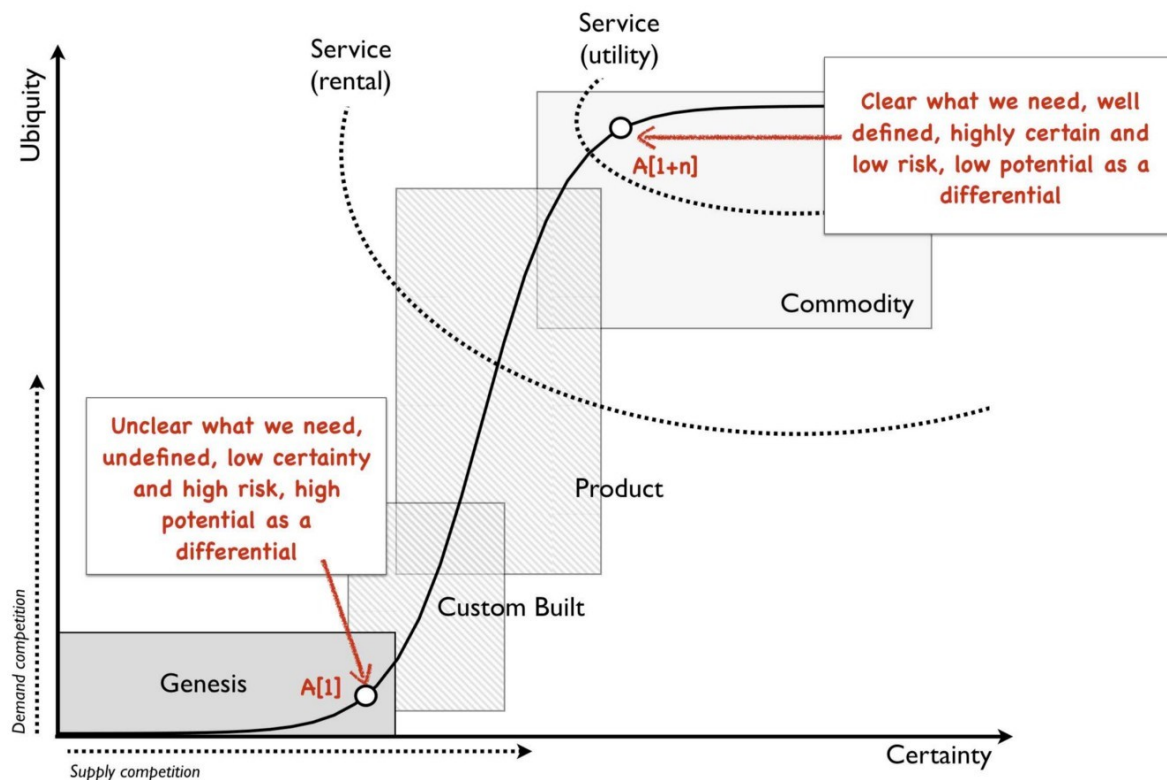 Service
(rental)
Service
(utility)
Ubiquity
Clear what we need, well
defined, highly certain and
low risk, low potential as a
differential
A[1+n]
Commodity
Unclear what we need,
undefined, low certainty
and high risk, high
potential as a
differential
Product
Custom Built
Demand competition
Genesis
A[1]
Certainty
Supply competition